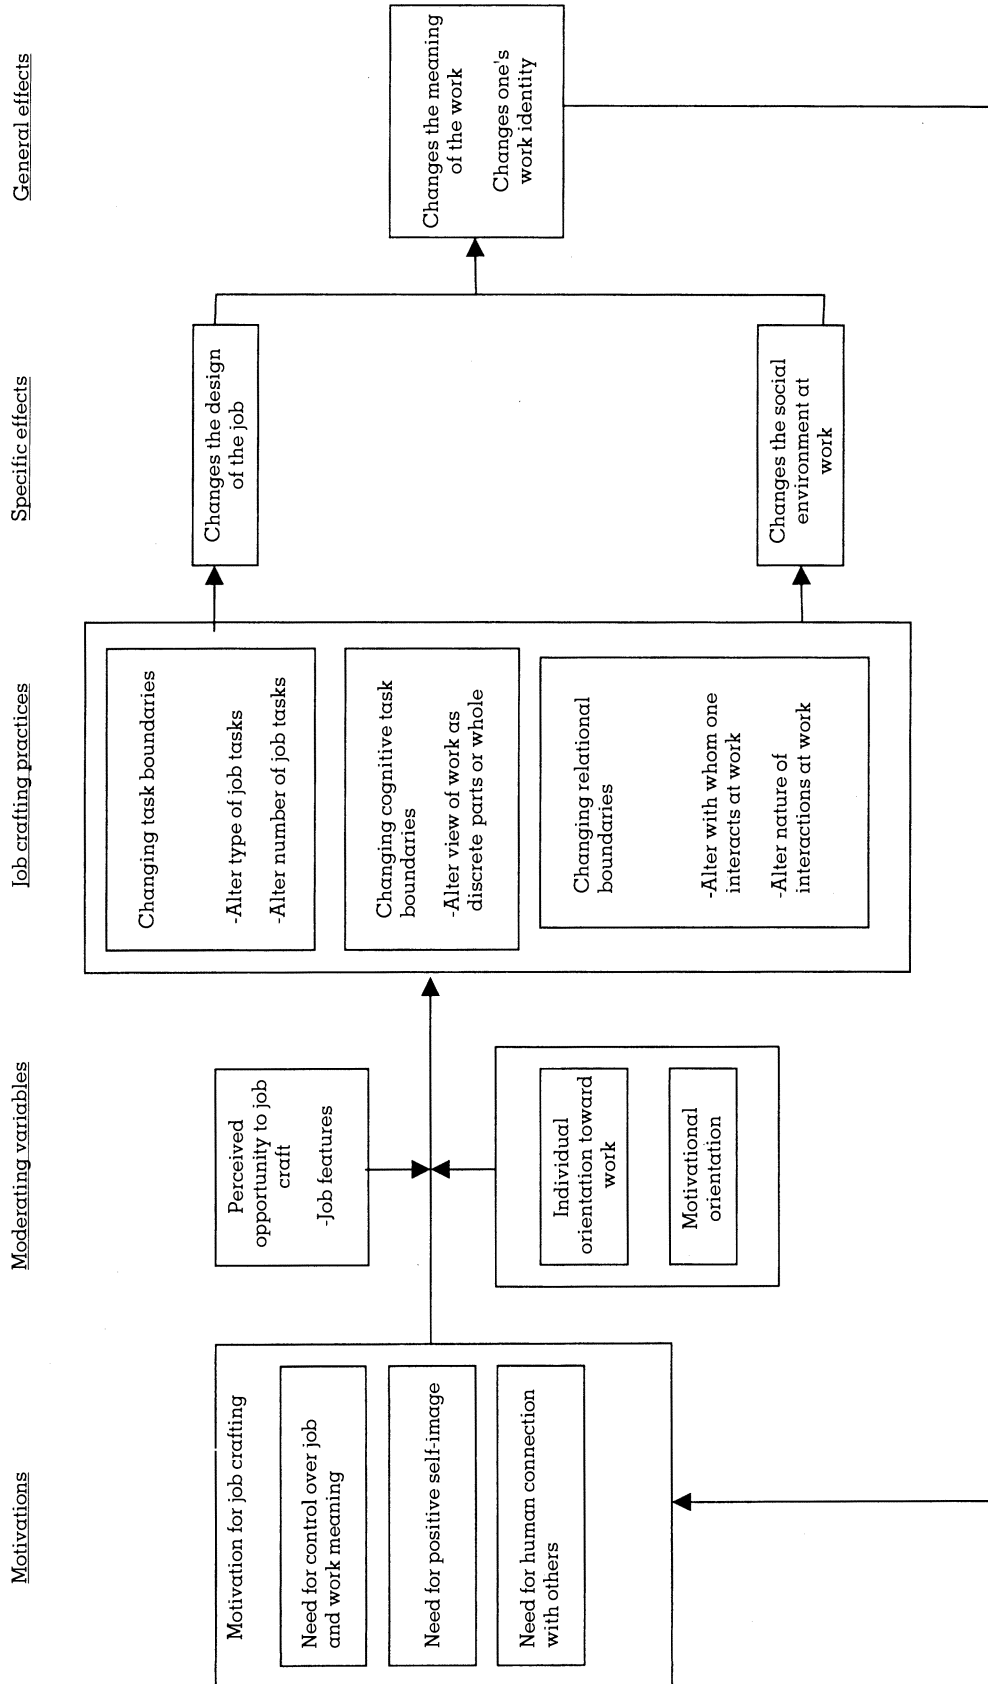 Motivations
Motivation for job crafting
Need for control over job
and work meaning
Need for positive self-image
Need for human connection
with others
Moderating variables
Perceived
opportunity to job
craft
-Job features
Individual
orientation toward
work
Motivational
orientation
Job crafting practices
Changing task boundaries
-Alter type of job tasks
-Alter number of job tasks
Changing cognitive task
boundaries
-Alter view of work as
discrete parts or whole
Changing relational
boundaries
-Alter with whom one
interacts at work
-Alter nature of
interactions at work
Specific effects
Changes the design
of the job
Changes the social
environment at
work
General effects
Changes the meaning
of the work
Changes one's
work identity